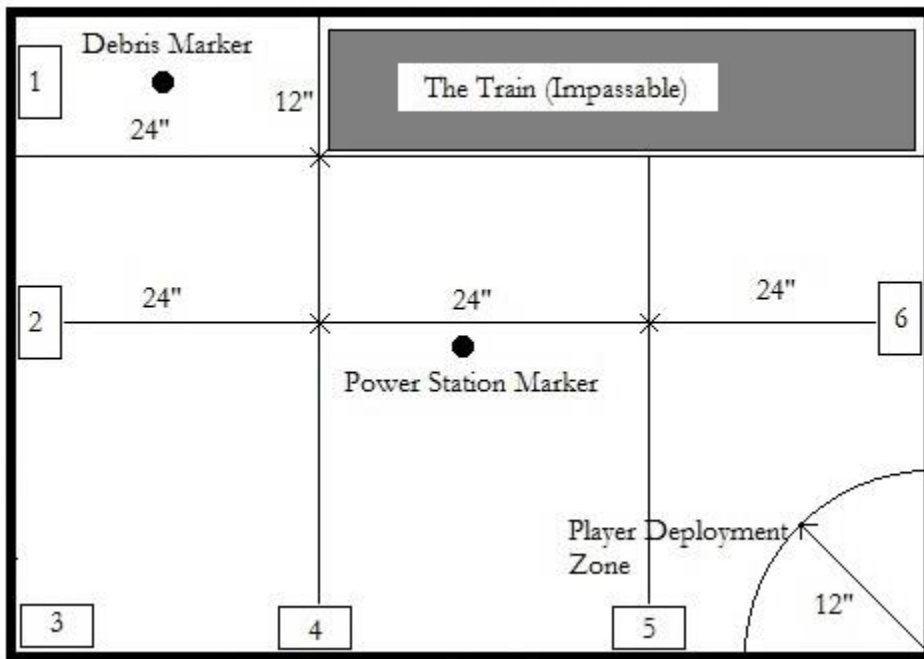 Debris Marker
1
24"
12"
The Train (Impassable)
24"
24"
24"
2
6
Power Station Marker
Player Deployment
Zone
12"
3
4
5